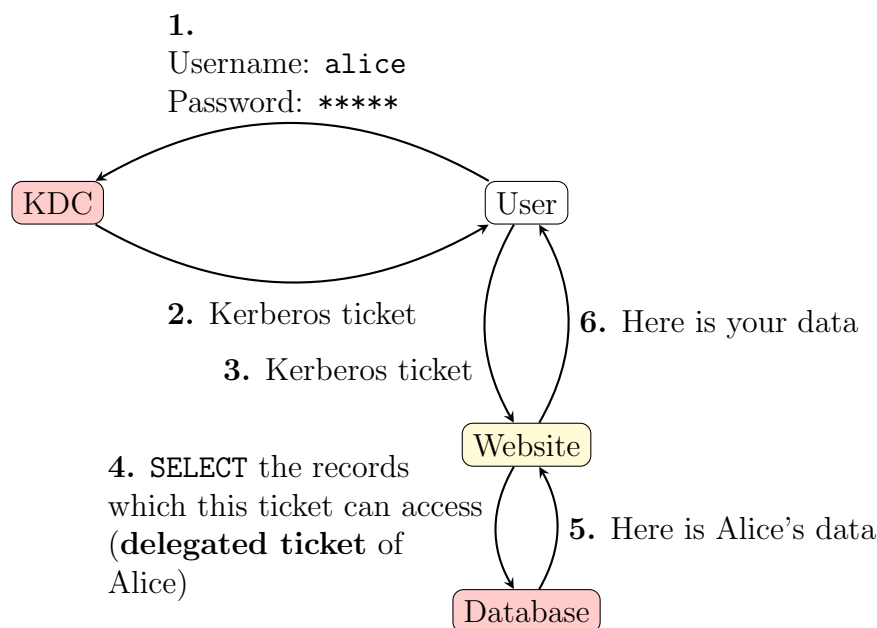 1.
Username: alice
Password: *****
KDC
User
2. Kerberos ticket
6. Here is your data
3. Kerberos ticket
Website
4. SELECT the records
which this ticket can access
(delegated ticket of
Alice)
5. Here is Alice's data
Database